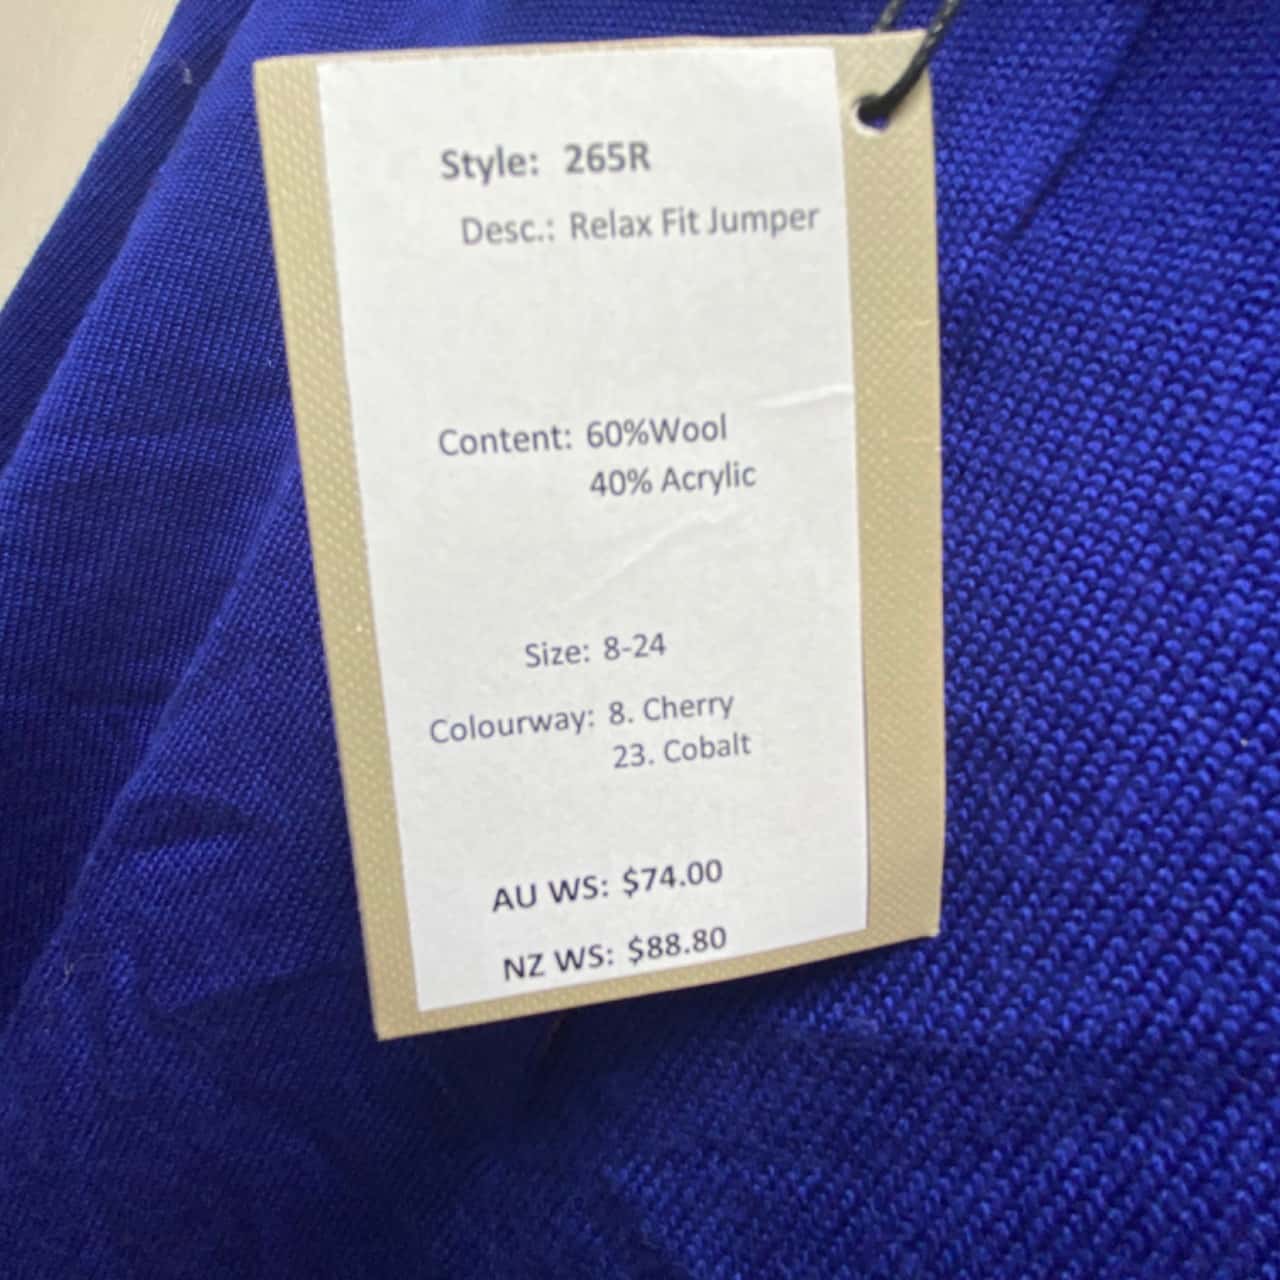 Style: 265R
Desc.: Relax Fit Jumper
Content: 60%Wool
40% Acrylic
Size: 8-24
Colourway: 8. Cherry
23. Cobalt
AU WS: $74.00
NZ WS: $88.80